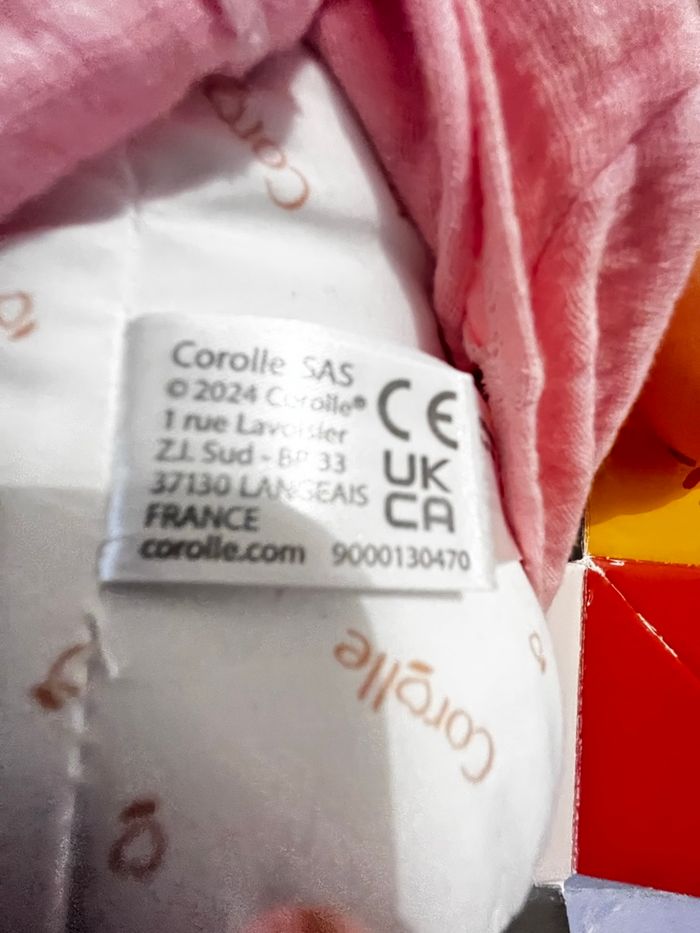 Corolle
Corolle SAS
© 2024 Corolle®
1 rue Lavoisier
Z.I. Sud - BP 33
37130 LANGEAIS
FRANCE
corolle.com 9000130470
CE
UK
CA
Corolle